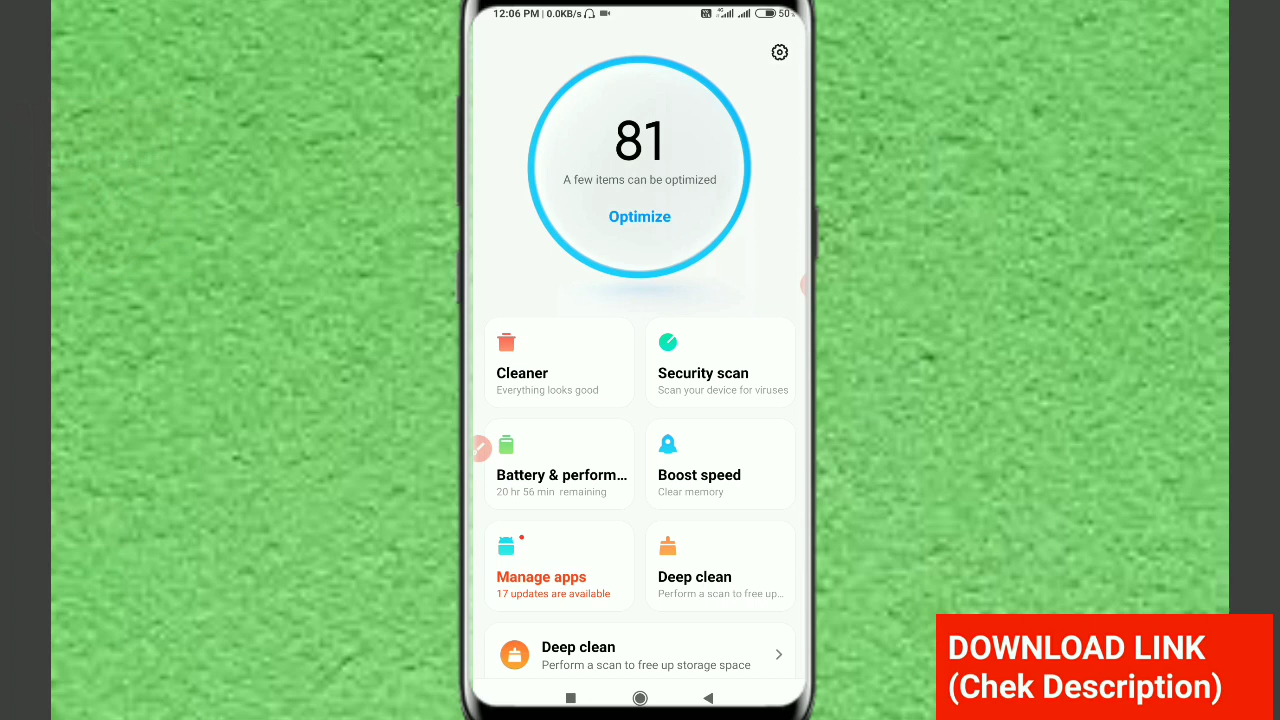 12:06 PM | 0.0KB/s
4G
50
81
A few items can be optimized
Optimize
Cleaner
Everything looks good
Security scan
Scan your device for viruses
Battery & perform...
20 hr 56 min remaining
Boost speed
Clear memory
Manage apps
17 updates are available
Deep clean
Perform a scan to free up...
Deep clean
Perform a scan to free up storage space
DOWNLOAD LINK
(Chek Description)